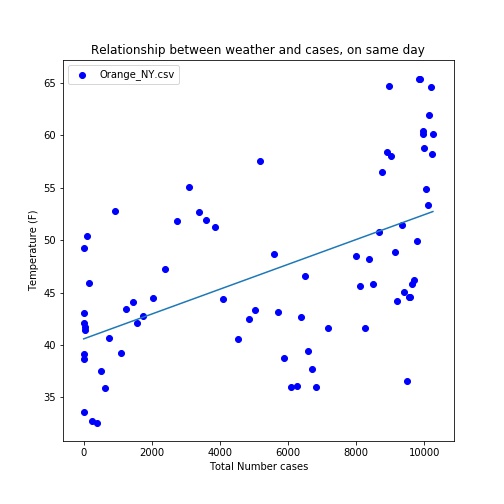 Relationship between weather and cases, on same day
Orange_NY.csv
65
60
55
50
45
40
35
Temperature (F)
0 2000 4000 6000 8000 10000
Total Number cases